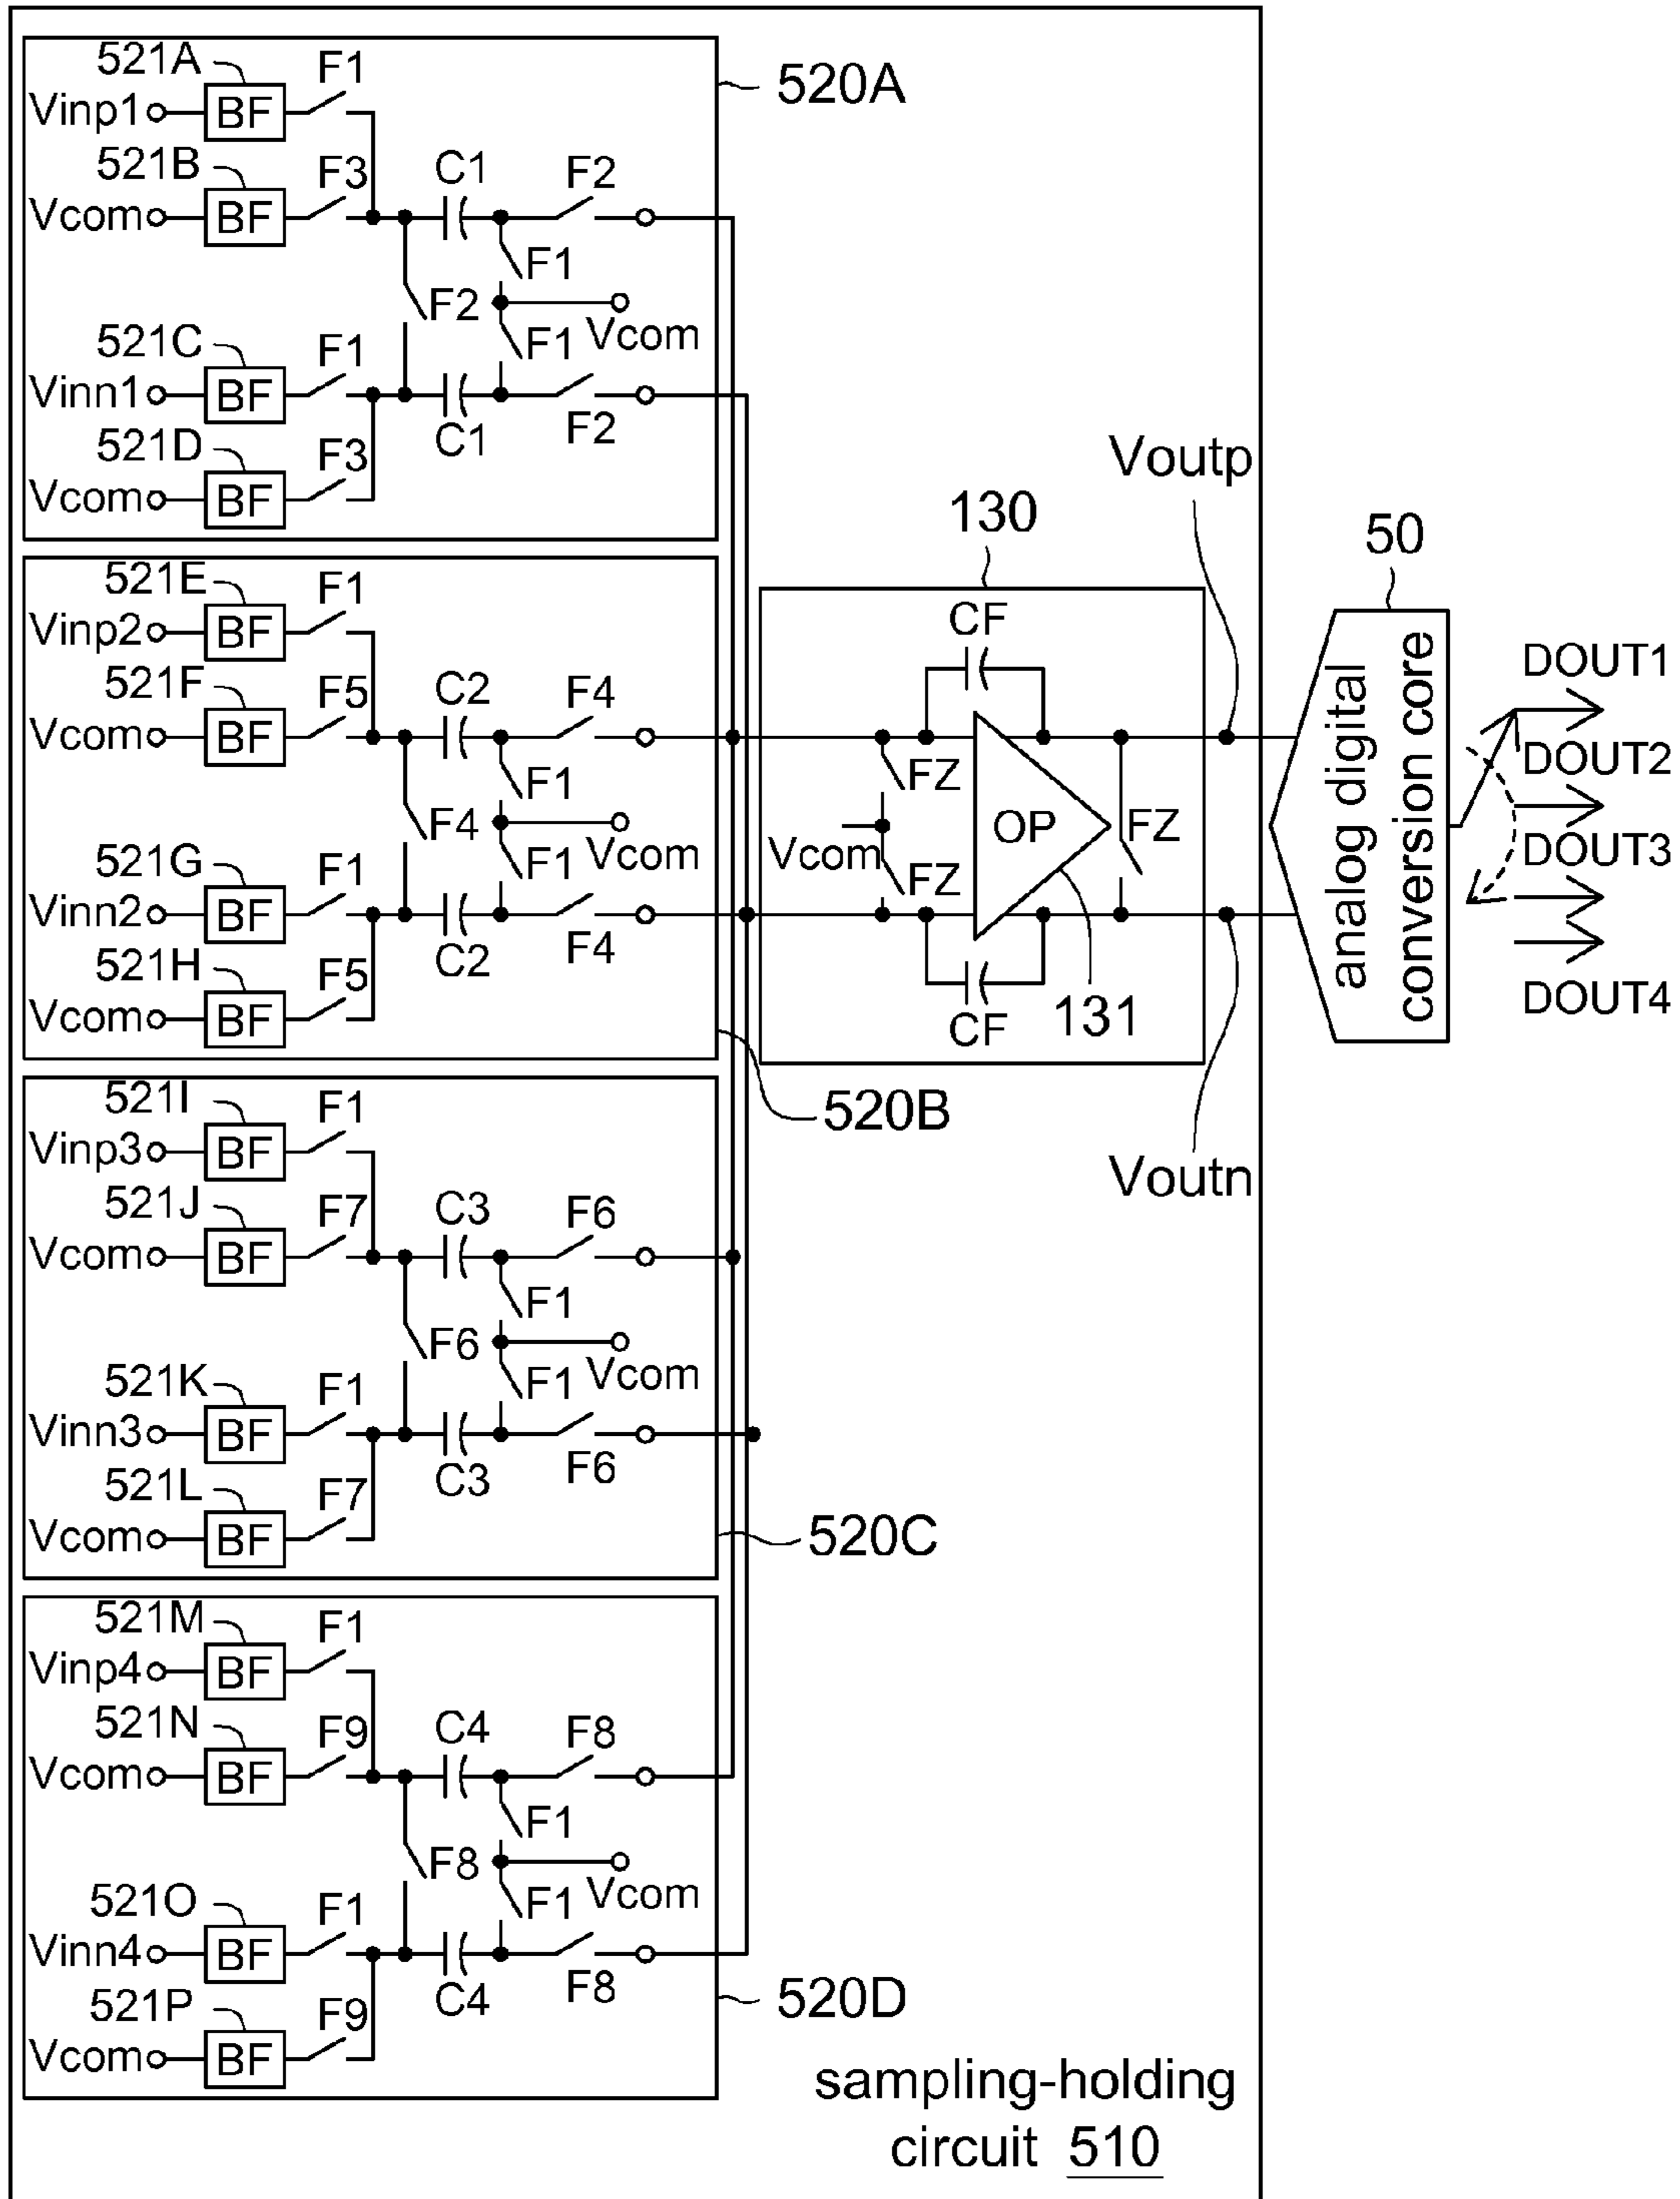 521A
F1
Vinp1
BF
520A
521B
F3
C1
F2
Vcom
BF
F1
F2
F1
Vcom
521C
F1
Vinn1
BF
C1
F2
521D
F3
Vcom
BF
Voutp
130
50
521E
F1
Vinp2
BF
CF
DOUT1
521F
F5
C2
F4
Vcom
BF
F1
FZ
DOUT2
F4
F1
Vcom
Vcom
OP
FZ
analog digital
conversion core
DOUT3
521G
F1
FZ
Vinn2
BF
C2
F4
521H
F5
DOUT4
Vcom
BF
CF
131
520B
521I
F1
Vinp3
BF
Voutn
521J
F7
C3
F6
Vcom
BF
F1
F6
F1
Vcom
521K
F1
Vinn3
BF
C3
F6
521L
F7
Vcom
BF
520C
521M
F1
Vinp4
BF
521N
F9
C4
F8
Vcom
BF
F1
F8
F1
Vcom
521O
F1
Vinn4
BF
C4
F8
521P
F9
520D
Vcom
BF
sampling-holding
circuit 510